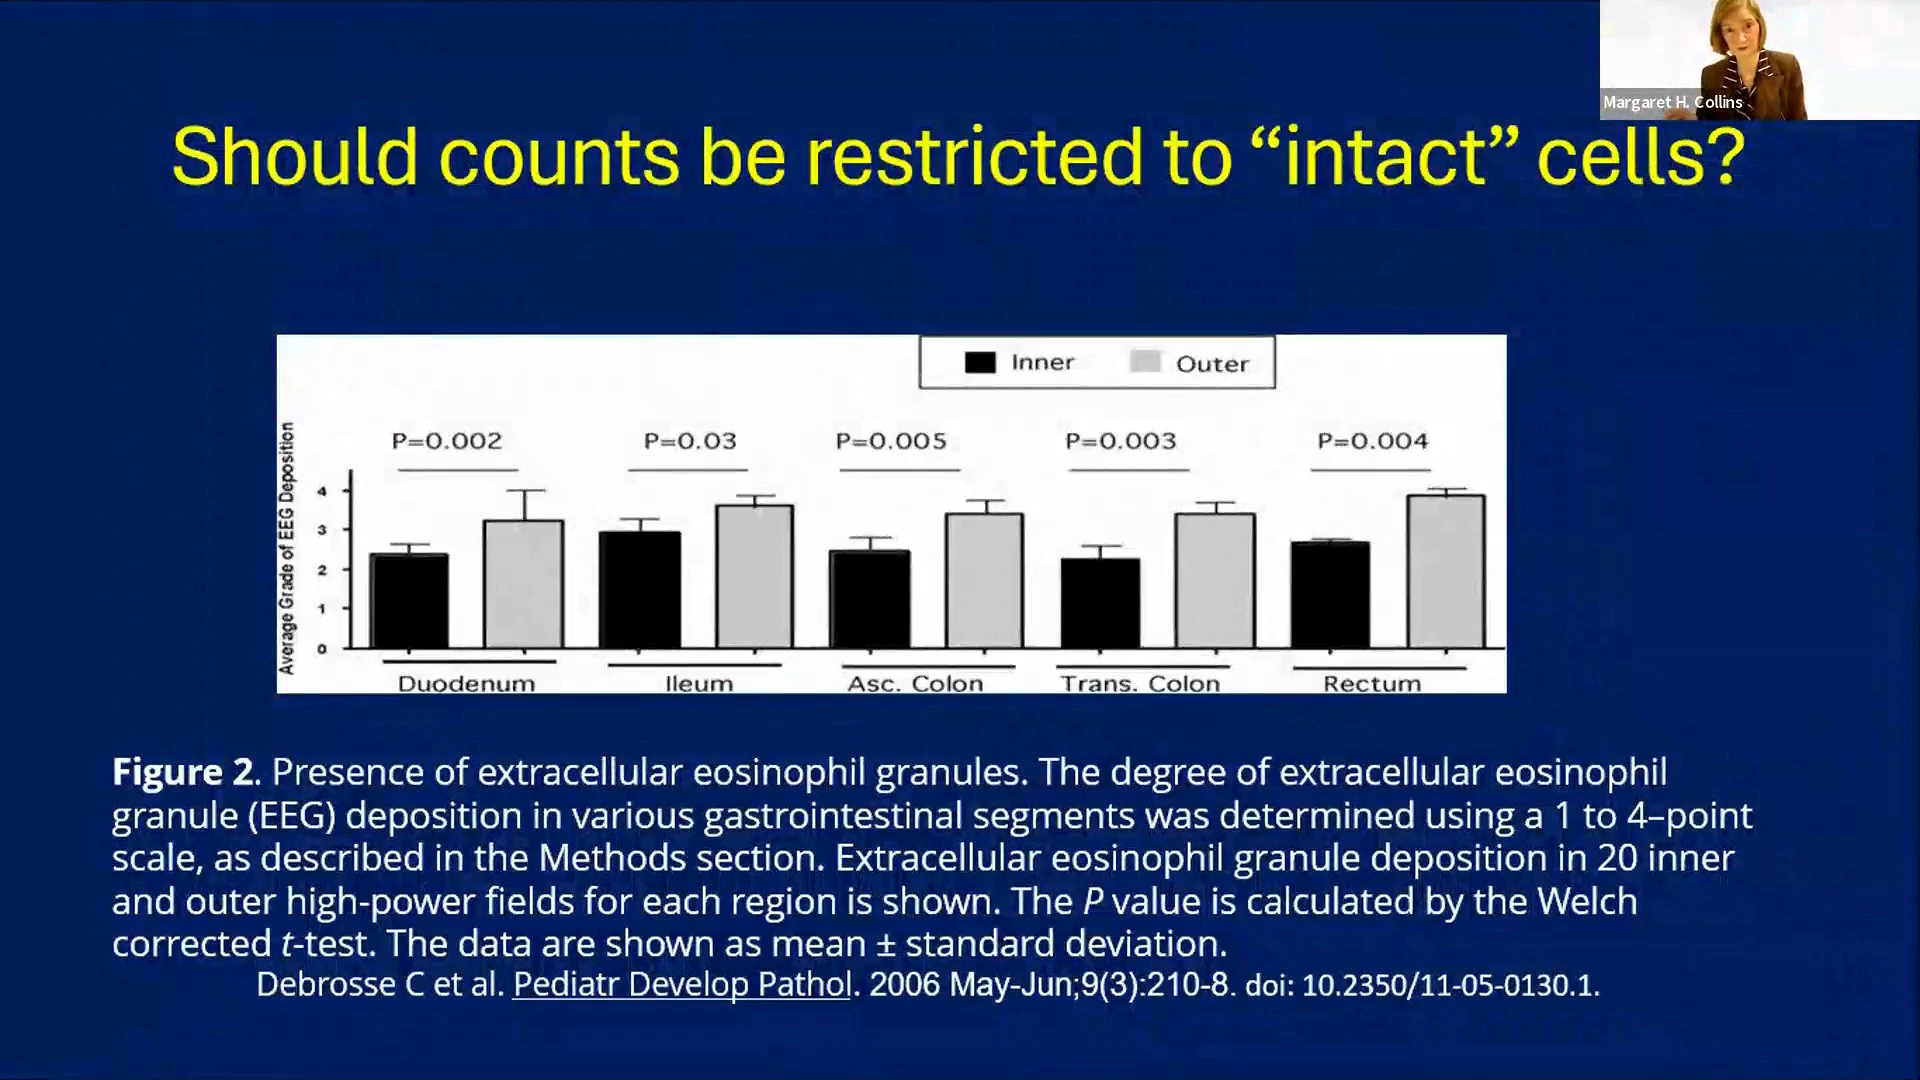 Margaret H. Collins
Should counts be restricted to “intact” cells?
Inner Outer
P=0.002 P=0.03 P=0.005 P=0.003 P=0.004
Average Grade of EEG Deposition
4
3
2
1
0
Duodenum Ileum Asc. Colon Trans. Colon Rectum
Figure 2. Presence of extracellular eosinophil granules. The degree of extracellular eosinophil
granule (EEG) deposition in various gastrointestinal segments was determined using a 1 to 4–point
scale, as described in the Methods section. Extracellular eosinophil granule deposition in 20 inner
and outer high-power fields for each region is shown. The P value is calculated by the Welch
corrected t-test. The data are shown as mean ± standard deviation.
Debrosse C et al. Pediatr Develop Pathol. 2006 May-Jun;9(3):210-8. doi: 10.2350/11-05-0130.1.